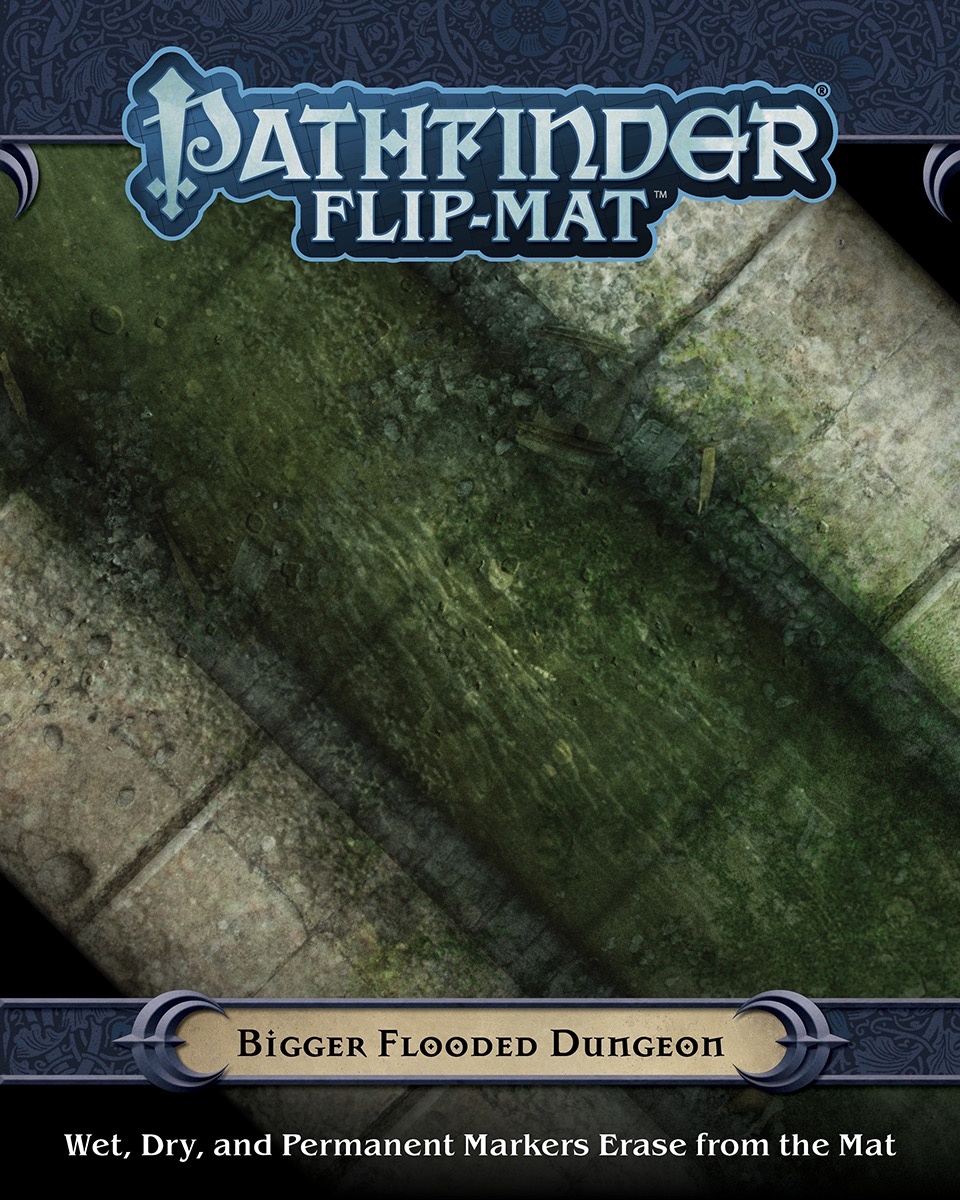 PATHFINDER®
FLIP-MAT™
BIGGER FLOODED DUNGEON
Wet, Dry, and Permanent Markers Erase from the Mat